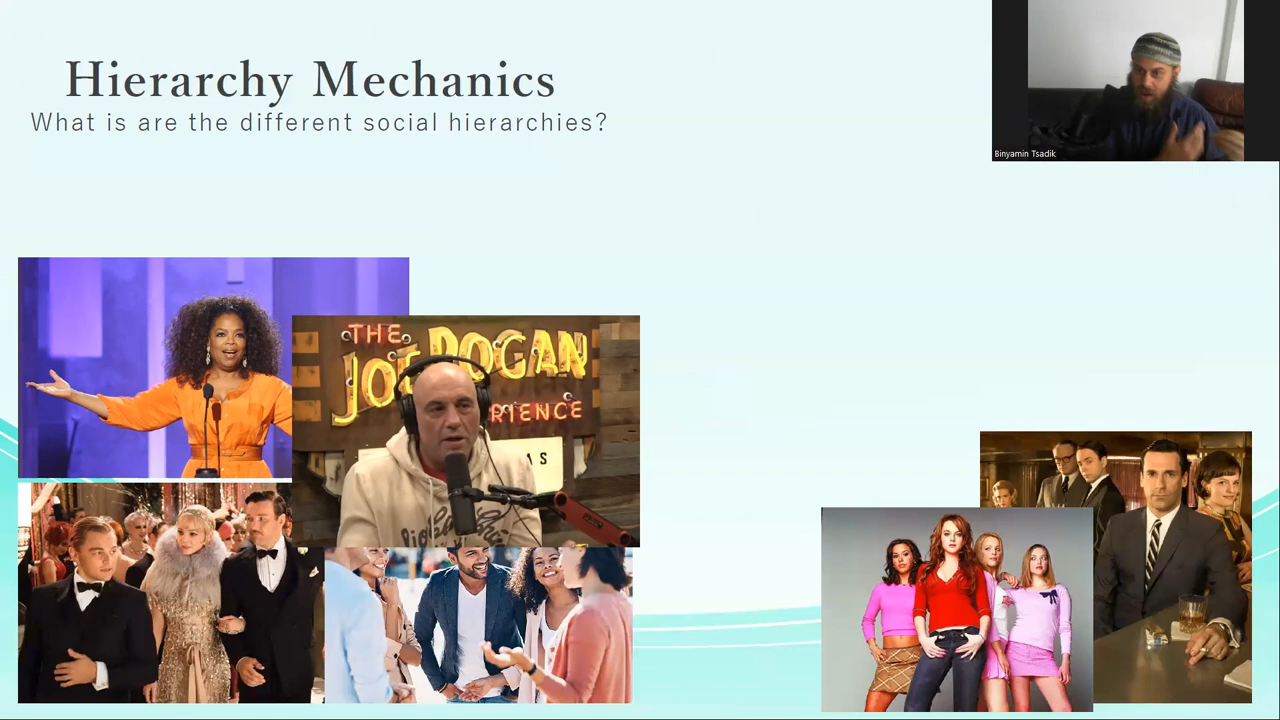 Hierarchy Mechanics
What is are the different social hierarchies?
Binyamin Tsadik
THE
JOE ROGAN
RIENCE
A S